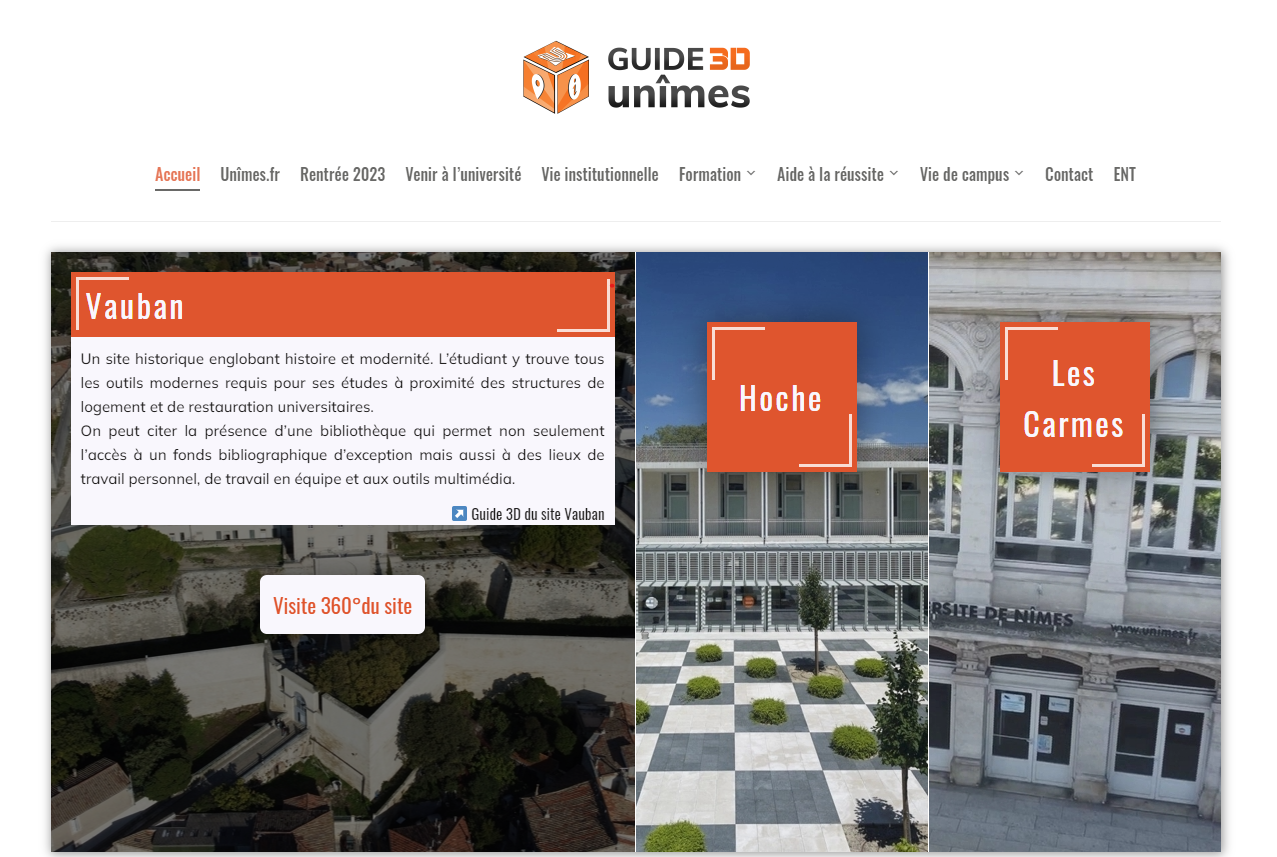 GUIDE 3D
unîmes
Accueil Unîmes.fr Rentrée 2023 Venir à l'université Vie institutionnelle Formation Aide à la réussite Vie de campus Contact ENT
Vauban
Un site historique englobant histoire et modernité. L'étudiant y trouve tous
les outils modernes requis pour ses études à proximité des structures de
logement et de restauration universitaires.
On peut citer la présence d'une bibliothèque qui permet non seulement
l'accès à un fonds bibliographique d'exception mais aussi à des lieux de
travail personnel, de travail en équipe et aux outils multimédia.
Guide 3D du site Vauban
Visite 360°du site
Hoche
Les
Carmes
RSITE DE NÎMES
www.unimes.fr